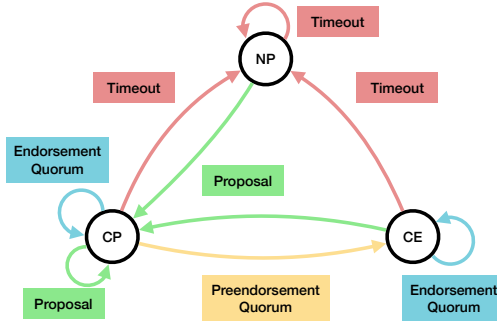 Timeout
NP
Timeout
Timeout
Endorsement
Quorum
Proposal
CP
CE
Proposal
Preendorsement
Quorum
Endorsement
Quorum